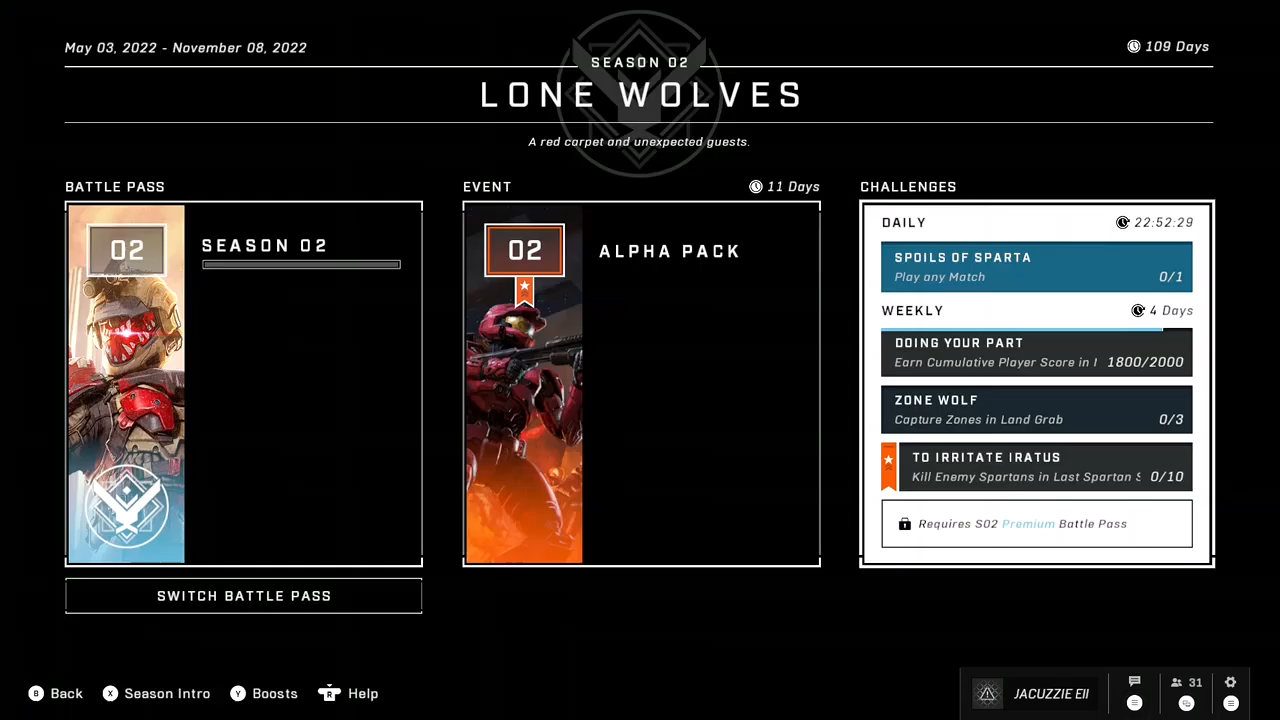 May 03, 2022 - November 08, 2022
109 Days
SEASON 02
LONE WOLVES
A red carpet and unexpected guests.
BATTLE PASS
02
SEASON 02
SWITCH BATTLE PASS
EVENT
11 Days
02
ALPHA PACK
CHALLENGES
DAILY
22:52:29
SPOILS OF SPARTA
Play any Match
0/1
WEEKLY
4 Days
DOING YOUR PART
Earn Cumulative Player Score in
1800/2000
ZONE WOLF
Capture Zones in Land Grab
0/3
TO IRRITATE IRATUS
Kill Enemy Spartans in Last Spartan S
0/10
Requires S02 Premium Battle Pass
B Back
X Season Intro
Y Boosts
R Help
JACUZZIE EII
31